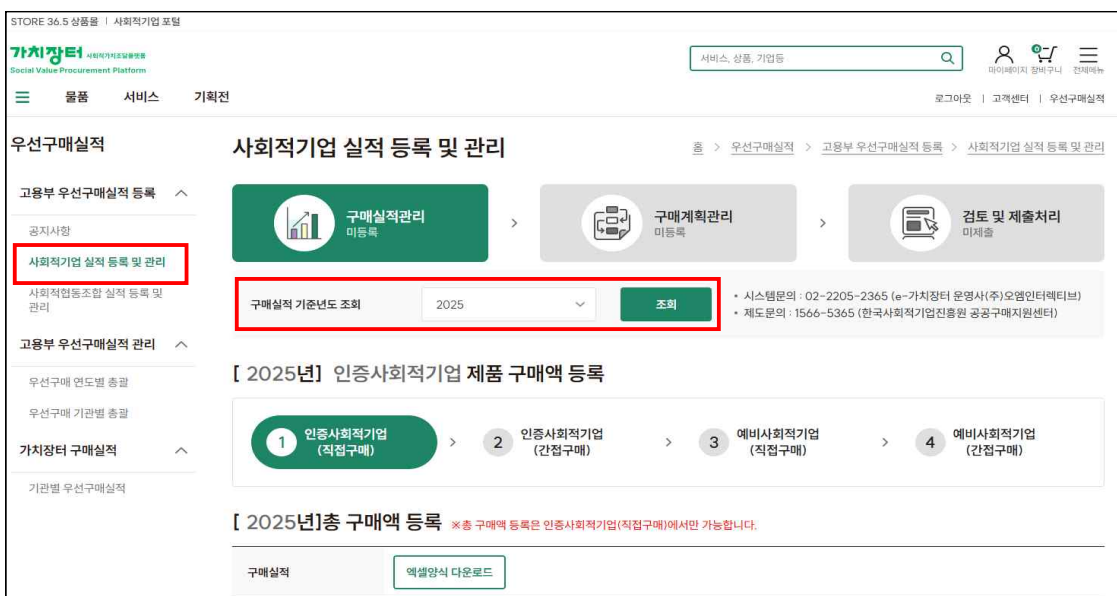 STORE 36.5 상품몰 | 사회적기업 포털
가치장터 사회적가치조달플랫폼
Social Value Procurement Platform
서비스, 상품, 기업등
마이페이지 장바구니 전체메뉴
0
물품 서비스 기획전
로그아웃 | 고객센터 | 우선구매실적
우선구매실적
고용부 우선구매실적 등록
공지사항
사회적기업 실적 등록 및 관리
사회적협동조합 실적 등록 및
관리
고용부 우선구매실적 관리
우선구매 연도별 총괄
우선구매 기관별 총괄
가치장터 구매실적
기관별 우선구매실적
사회적기업 실적 등록 및 관리
홈 > 우선구매실적 > 고용부 우선구매실적 등록 > 사회적기업 실적 등록 및 관리
구매실적관리
미등록
>
구매계획관리
미등록
>
검토 및 제출처리
미제출
구매실적 기준년도 조회 2025 조회
• 시스템문의 : 02-2205-2365 (e-가치장터 운영사(주)오엠인터렉티브)
• 제도문의 : 1566-5365 (한국사회적기업진흥원 공공구매지원센터)
[ 2025년] 인증사회적기업 제품 구매액 등록
1 인증사회적기업
(직접구매)
>
2 인증사회적기업
(간접구매)
>
3 예비사회적기업
(직접구매)
>
4 예비사회적기업
(간접구매)
[ 2025년]총 구매액 등록 ※총 구매액 등록은 인증사회적기업(직접구매)에서만 가능합니다.
구매실적 엑셀양식 다운로드